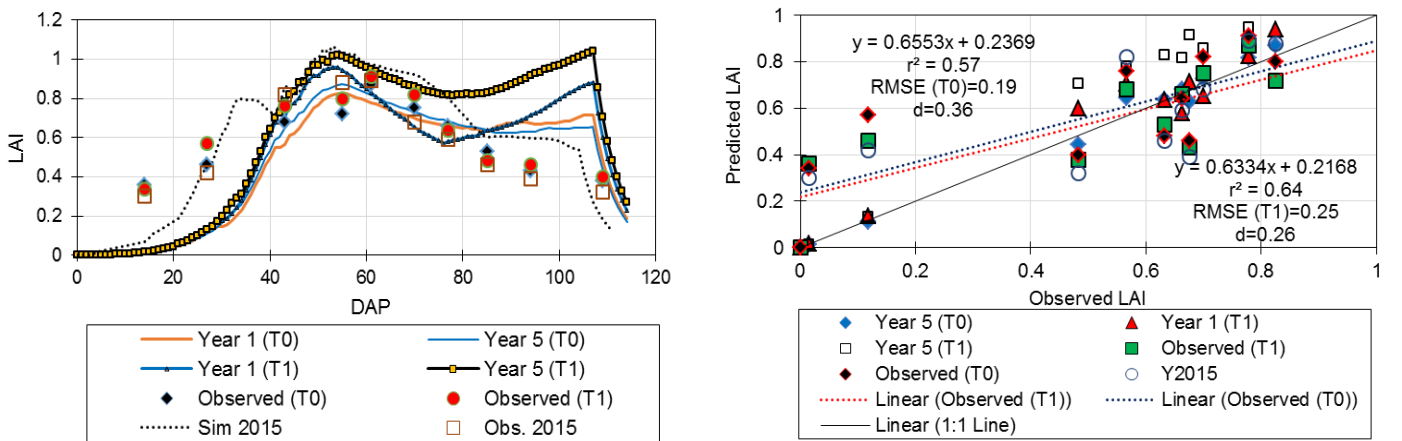 1.2
1
0.8
0.6
0.4
0.2
0
LAI
0 20 40 60 80 100 120
DAP
Year 1 (T0) Year 5 (T0)
Year 1 (T1) Year 5 (T1)
Observed (T0) Observed (T1)
Sim 2015 Obs. 2015
1
0.8
0.6
0.4
0.2
0
Predicted LAI
y = 0.6553x + 0.2369
r² = 0.57
RMSE (T0)=0.19
d=0.36
y = 0.6334x + 0.2168
r² = 0.64
RMSE (T1)=0.25
d=0.26
0 0.2 0.4 0.6 0.8 1
Observed LAI
Year 5 (T0) Year 1 (T1)
Year 5 (T1) Observed (T1)
Observed (T0) Y2015
Linear (Observed (T1)) Linear (Observed (T0))
Linear (1:1 Line)